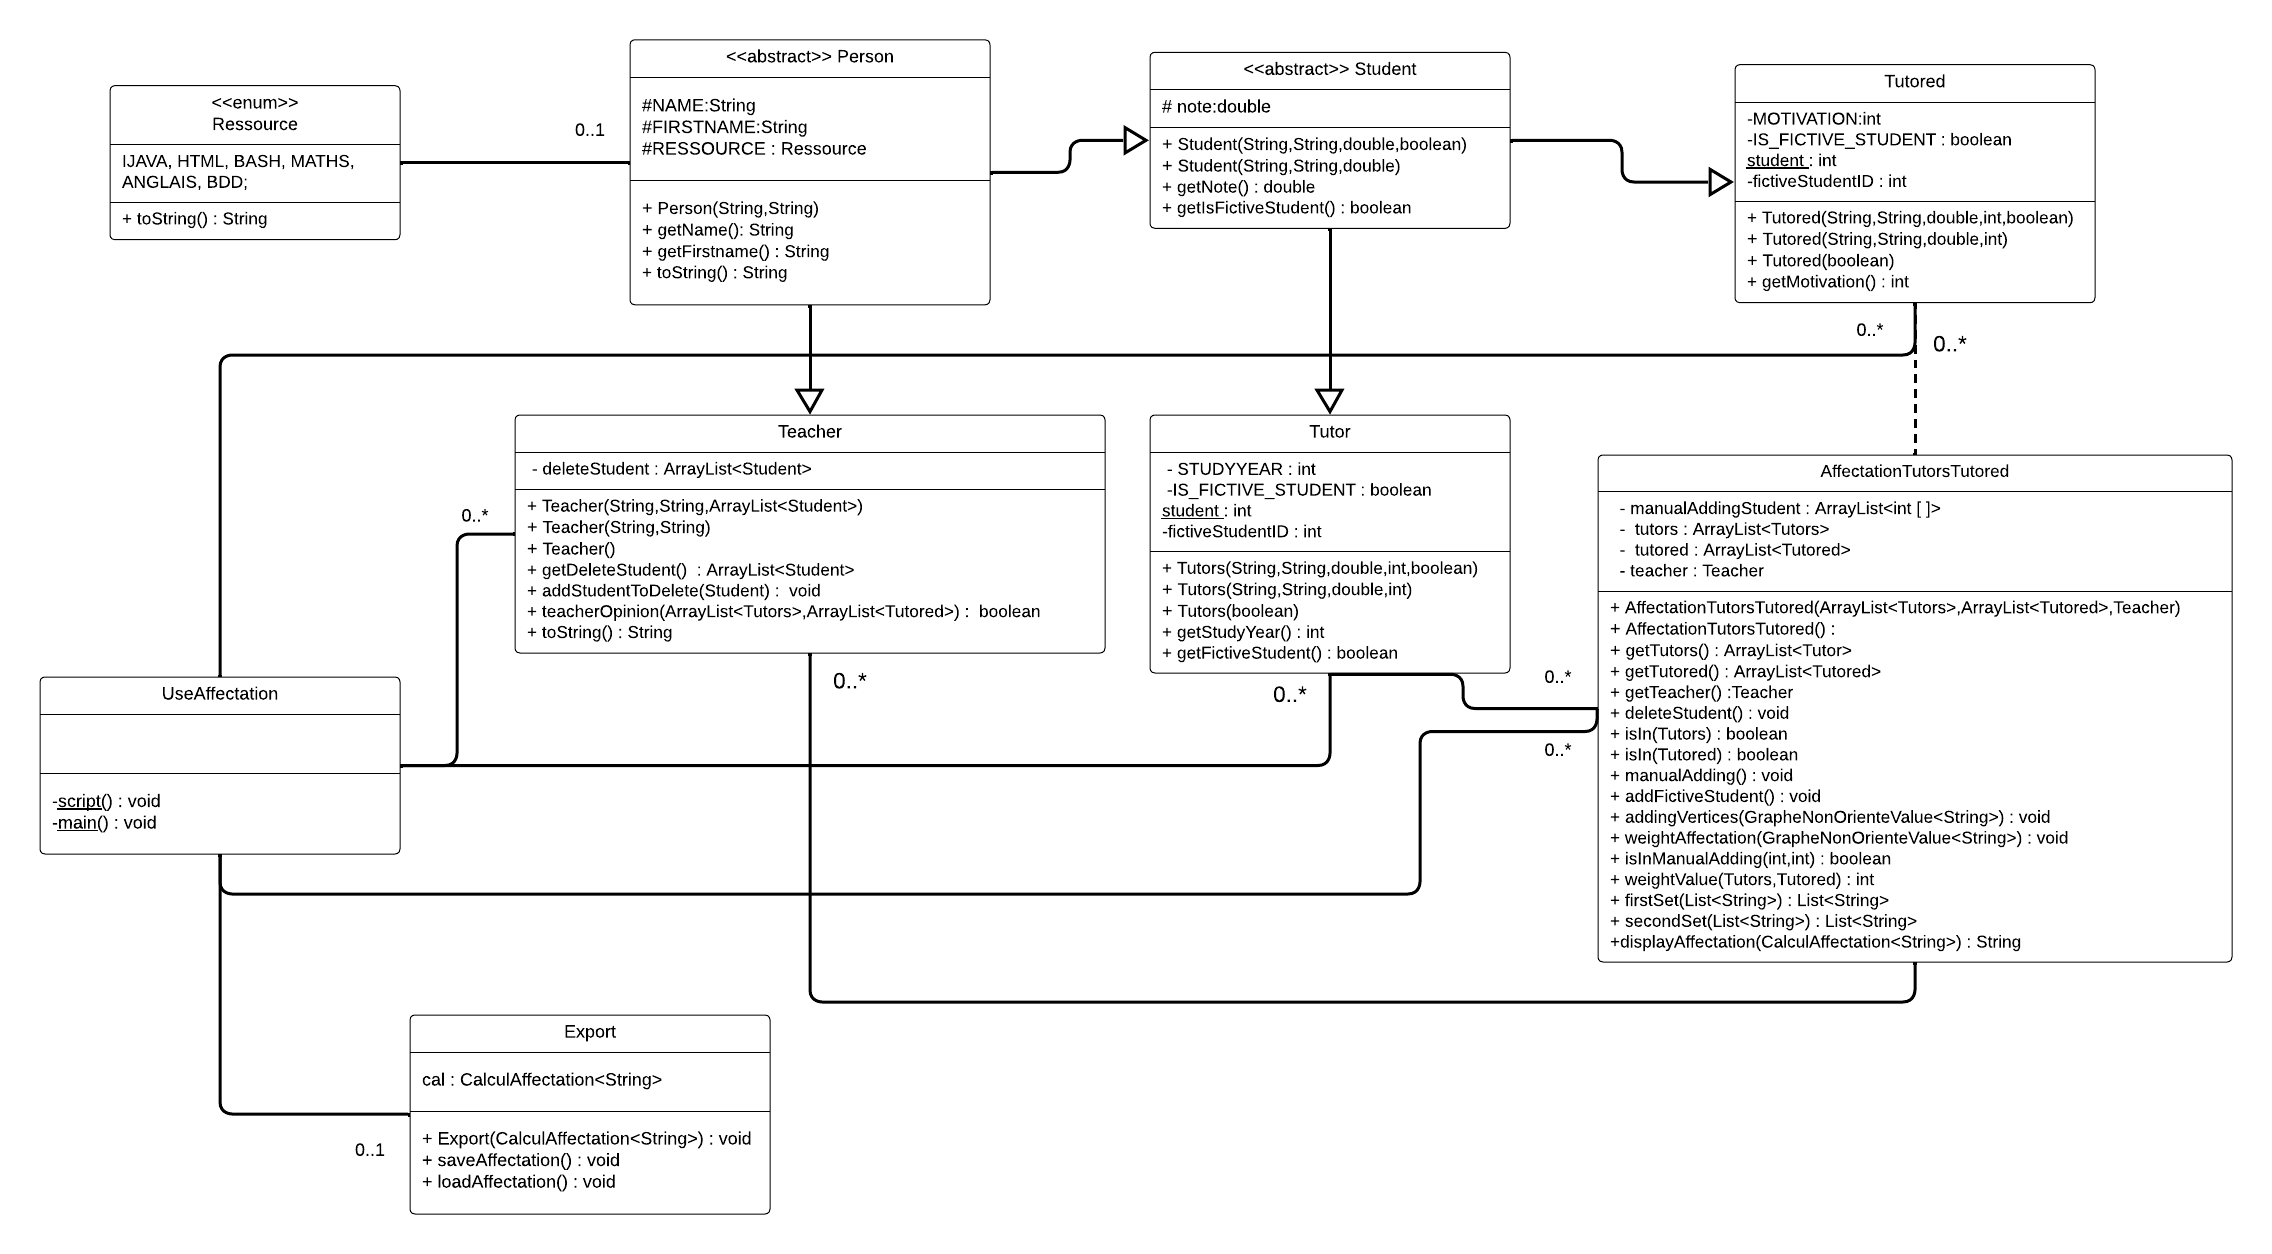 <<enum>>
Ressource
IJAVA, HTML, BASH, MATHS,
ANGLAIS, BDD;
+ toString() : String
0..1
<<abstract>> Person
#NAME:String
#FIRSTNAME:String
#RESSOURCE : Ressource
+ Person(String,String)
+ getName(): String
+ getFirstname() : String
+ toString() : String
<<abstract>> Student
# note:double
+ Student(String,String,double,boolean)
+ Student(String,String,double)
+ getNote() : double
+ getIsFictiveStudent() : boolean
Tutored
-MOTIVATION:int
-IS_FICTIVE_STUDENT : boolean
student : int
-fictiveStudentID : int
+ Tutored(String,String,double,int,boolean)
+ Tutored(String,String,double,int)
+ Tutored(boolean)
+ getMotivation() : int
0..*
0..*
Teacher
- deleteStudent : ArrayList<Student>
+ Teacher(String,String,ArrayList<Student>)
+ Teacher(String,String)
+ Teacher()
+ getDeleteStudent()  : ArrayList<Student>
+ addStudentToDelete(Student) :  void
+ teacherOpinion(ArrayList<Tutors>,ArrayList<Tutored>) :  boolean
+ toString() : String
0..*
0..*
Tutor
- STUDYYEAR : int
-IS_FICTIVE_STUDENT : boolean
student : int
-fictiveStudentID : int
+ Tutors(String,String,double,int,boolean)
+ Tutors(String,String,double,int)
+ Tutors(boolean)
+ getStudyYear() : int
+ getFictiveStudent() : boolean
0..*
0..*
0..*
AffectationTutorsTutored
- manualAddingStudent : ArrayList<int [ ]>
-  tutors : ArrayList<Tutors>
-  tutored : ArrayList<Tutored>
- teacher : Teacher
+ AffectationTutorsTutored(ArrayList<Tutors>,ArrayList<Tutored>,Teacher)
+ AffectationTutorsTutored() :
+ getTutors() : ArrayList<Tutor>
+ getTutored() : ArrayList<Tutored>
+ getTeacher() :Teacher
+ deleteStudent() : void
+ isIn(Tutors) : boolean
+ isIn(Tutored) : boolean
+ manualAdding() : void
+ addFictiveStudent() : void
+ addingVertices(GrapheNonOrienteValue<String>) : void
+ weightAffectation(GrapheNonOrienteValue<String>) : void
+ isInManualAdding(int,int) : boolean
+ weightValue(Tutors,Tutored) : int
+ firstSet(List<String>) : List<String>
+ secondSet(List<String>) : List<String>
+displayAffectation(CalculAffectation<String>) : String
UseAffectation
-script() : void
-main() : void
Export
cal : CalculAffectation<String>
+ Export(CalculAffectation<String>) : void
+ saveAffectation() : void
+ loadAffectation() : void
0..1